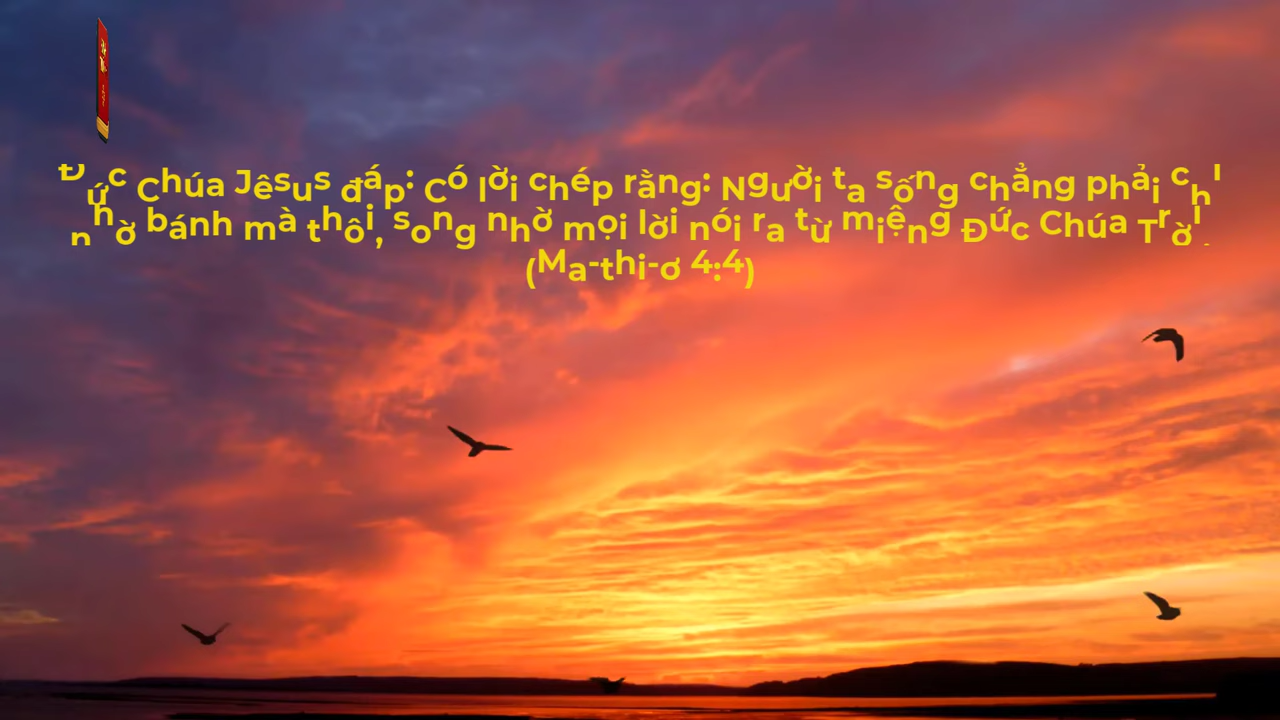 Đức Chúa Jêsus đáp: Có lời chép rằng: Người ta sống chẳng phải chỉ
nhờ bánh mà thôi, song nhờ mọi lời nói ra từ miệng Đức Chúa Trời.
(Ma-thi-ơ 4:4)